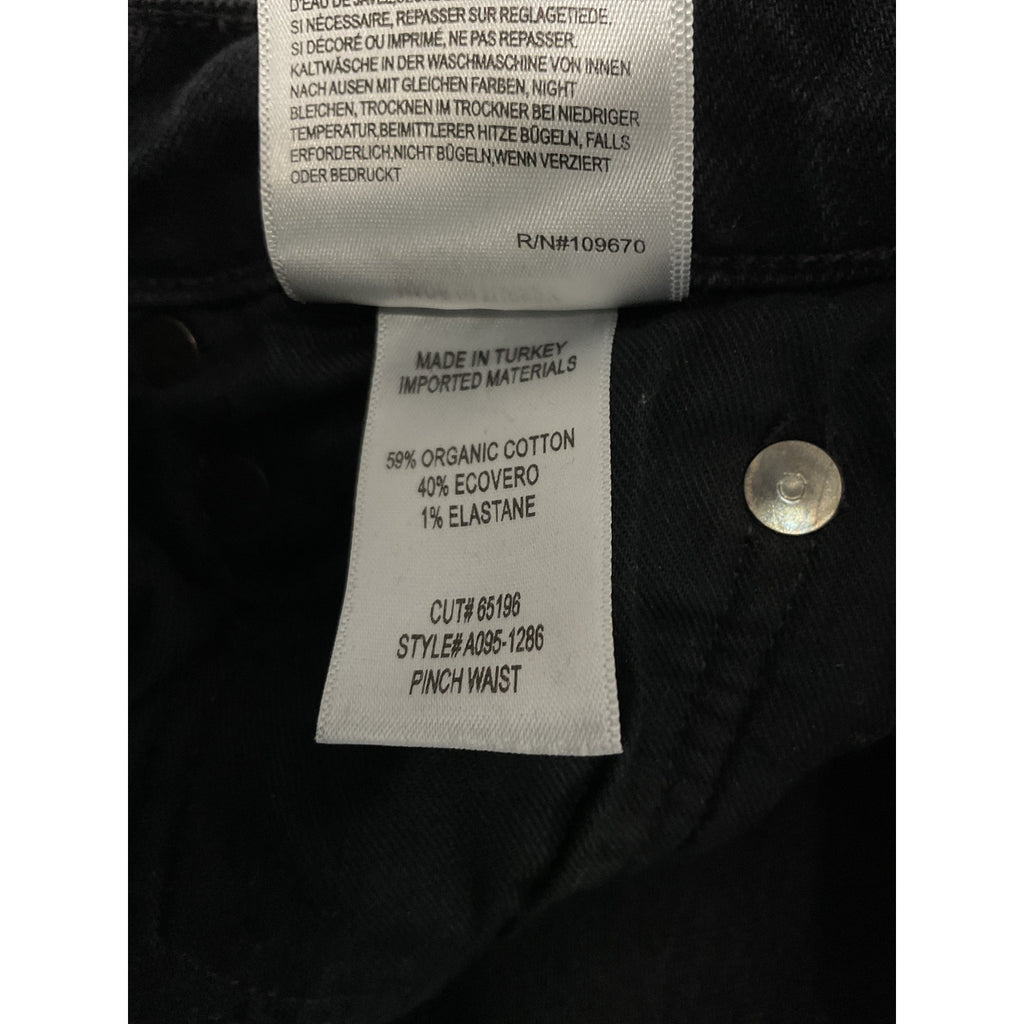 SI NÉCESSAIRE, REPASSER SUR REGLAGETIEDE.
SI DÉCORÉ OU IMPRIMÉ, NE PAS REPASSER.
KALTWÄSCHE IN DER WASCHMASCHINE VON INNEN
NACH AUSEN MIT GLEICHEN FARBEN, NIGHT
BLEICHEN, TROCKNEN IM TROCKNER BEI NIEDRIGER
TEMPERATUR,BEIMITTLERER HITZE BÜGELN, FALLS
ERFORDERLICH,NICHT BÜGELN,WENN VERZIERT
ODER BEDRUCKT
R/N#109670
MADE IN TURKEY
IMPORTED MATERIALS
59% ORGANIC COTTON
40% ECOVERO
1% ELASTANE
CUT# 65196
STYLE# A095-1286
PINCH WAIST